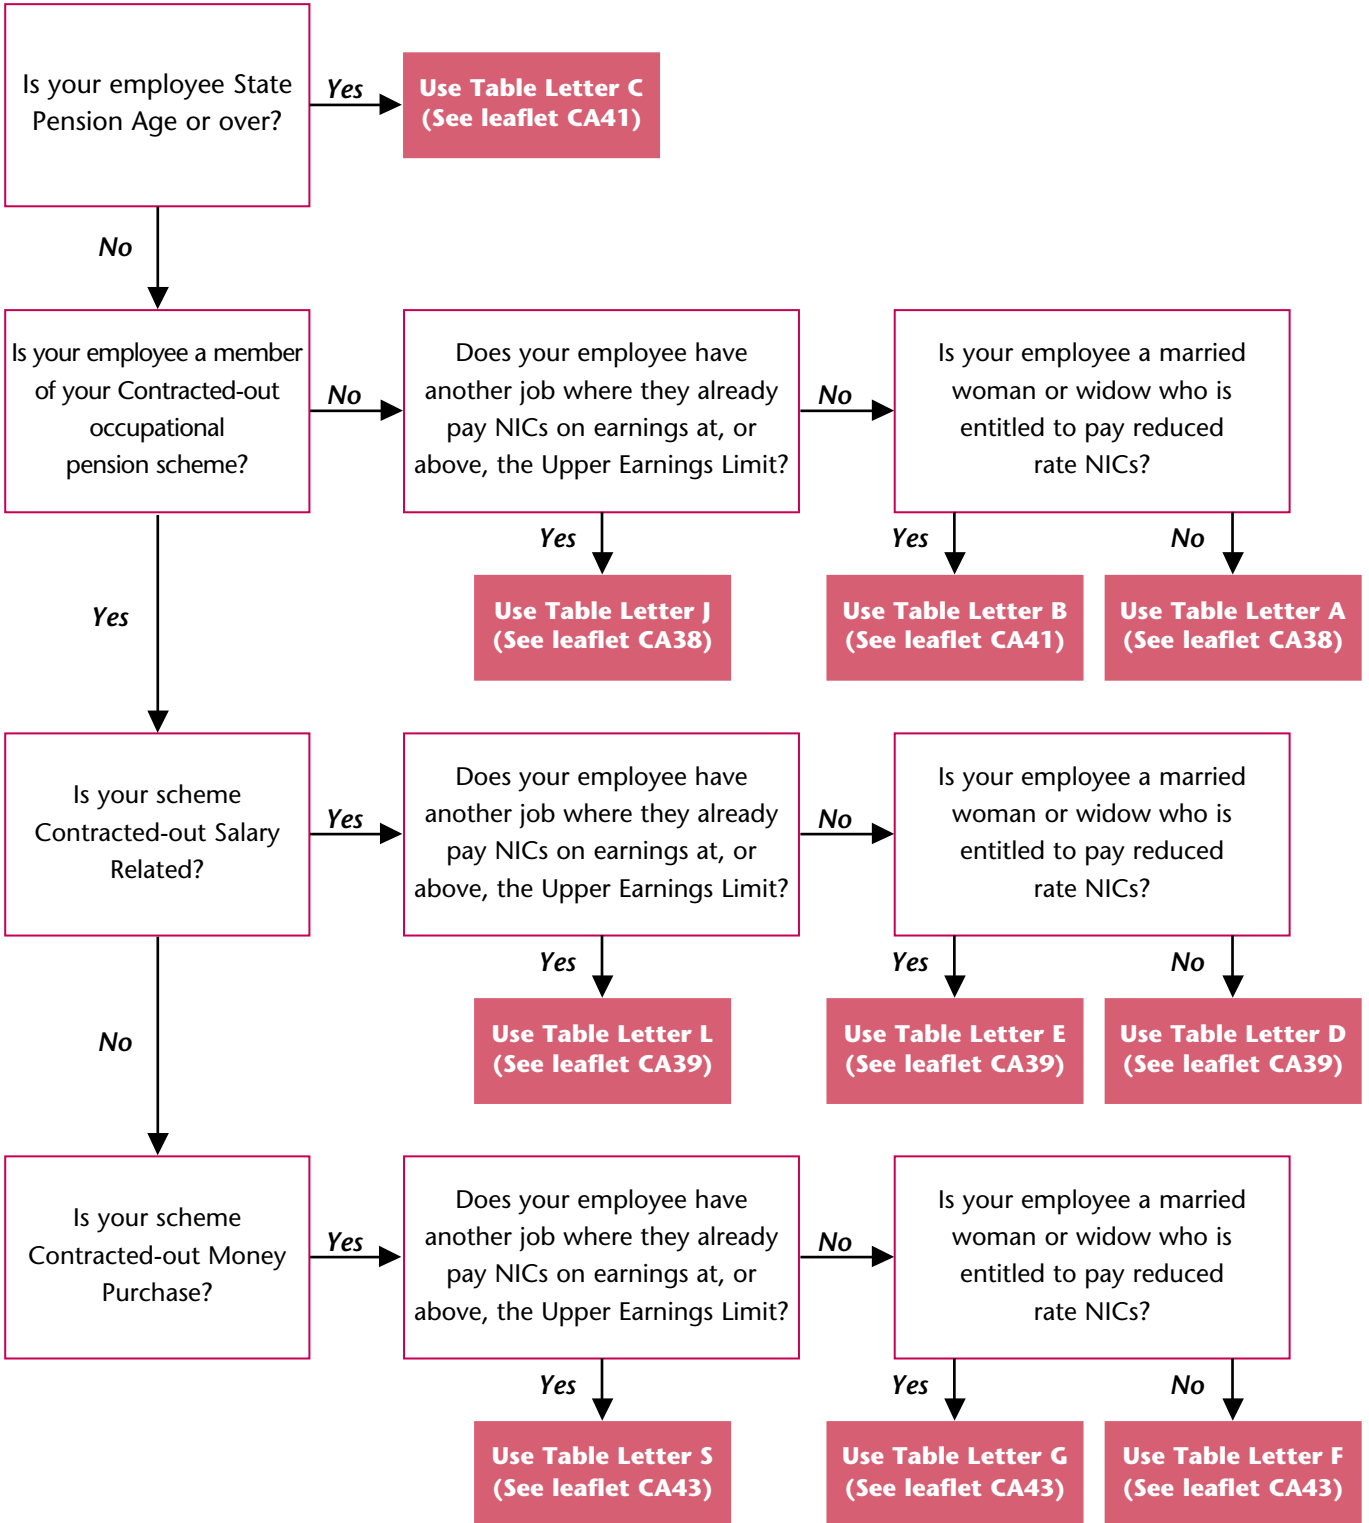 Is your employee State
Pension Age or over?
Yes
Use Table Letter C
(See leaflet CA41)
No
Is your employee a member
of your Contracted-out
occupational
pension scheme?
No
Does your employee have
another job where they already
pay NICs on earnings at, or
above, the Upper Earnings Limit?
No
Is your employee a married
woman or widow who is
entitled to pay reduced
rate NICs?
Yes
Yes
No
Use Table Letter J
(See leaflet CA38)
Use Table Letter B
(See leaflet CA41)
Use Table Letter A
(See leaflet CA38)
Yes
Is your scheme
Contracted-out Salary
Related?
Yes
Does your employee have
another job where they already
pay NICs on earnings at, or
above, the Upper Earnings Limit?
No
Is your employee a married
woman or widow who is
entitled to pay reduced
rate NICs?
Yes
Yes
No
Use Table Letter L
(See leaflet CA39)
Use Table Letter E
(See leaflet CA39)
Use Table Letter D
(See leaflet CA39)
No
Is your scheme
Contracted-out Money
Purchase?
Yes
Does your employee have
another job where they already
pay NICs on earnings at, or
above, the Upper Earnings Limit?
No
Is your employee a married
woman or widow who is
entitled to pay reduced
rate NICs?
Yes
Yes
No
Use Table Letter S
(See leaflet CA43)
Use Table Letter G
(See leaflet CA43)
Use Table Letter F
(See leaflet CA43)